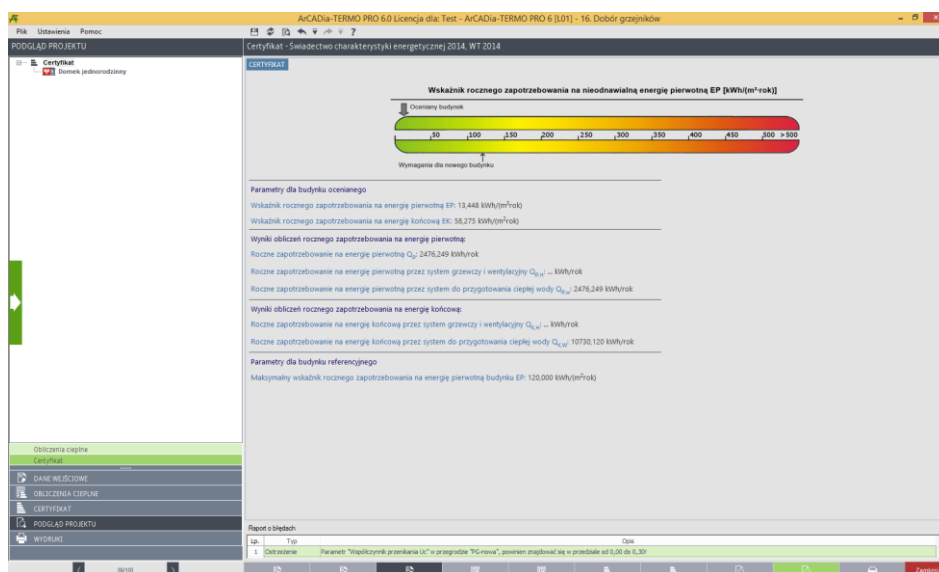 ArCADia-TERMO PRO 6.0 Licencja dla: Test - ArCADia-TERMO PRO 6 [L01] - 16. Dobór grzejników
Plik Ustawienia Pomoc
PODGLĄD PROJEKTU
Certyfikat
Domek jednorodzinny
Certyfikat - Świadectwo charakterystyki energetycznej 2014, WT 2014
CERTYFIKAT
Wskaźnik rocznego zapotrzebowania na nieodnawialną energię pierwotną EP [kWh/(m²·rok)]
Oceniany budynek
50 100 150 200 250 300 350 400 450 500 >500
Wymagania dla nowego budynku
Parametry dla budynku ocenianego
Wskaźnik rocznego zapotrzebowania na energię pierwotną EP: 13,448 kWh/(m²rok)
Wskaźnik rocznego zapotrzebowania na energię końcową EK: 58,275 kWh/(m²rok)
Wyniki obliczeń rocznego zapotrzebowania na energię pierwotną:
Roczne zapotrzebowanie na energię pierwotną Qp: 2476,249 kWh/rok
Roczne zapotrzebowanie na energię pierwotną przez system grzewczy i wentylacyjny Qp,H: ... kWh/rok
Roczne zapotrzebowanie na energię pierwotną przez system do przygotowania ciepłej wody Qp,w: 2476,249 kWh/rok
Wyniki obliczeń rocznego zapotrzebowania na energię końcową:
Roczne zapotrzebowanie na energię końcową przez system grzewczy i wentylacyjny QK,H: ... kWh/rok
Roczne zapotrzebowanie na energię końcową przez system do przygotowania ciepłej wody QK,W: 10730,120 kWh/rok
Parametry dla budynku referencyjnego
Maksymalny wskaźnik rocznego zapotrzebowania na energię pierwotną budynku EP: 120,000 kWh/(m²rok)
Obliczenia cieplne
Certyfikat
DANE WEJŚCIOWE
OBLICZENIA CIEPLNE
CERTYFIKAT
PODGLĄD PROJEKTU
WYDRUKI
Raport o błędach
Lp. Typ Opis
1 Ostrzeżenie Parametr "Współczynnik przenikania Uc" w przegrodzie "PG-nowa", powinien znajdować się w przedziale od 0,00 do 0,30!
Zamknij